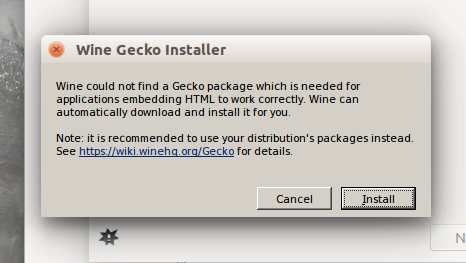 Wine Gecko Installer
Wine could not find a Gecko package which is needed for
applications embedding HTML to work correctly. Wine can
automatically download and install it for you.
Note: it is recommended to use your distribution's packages instead.
See https://wiki.winehq.org/Gecko for details.
Cancel Install
N